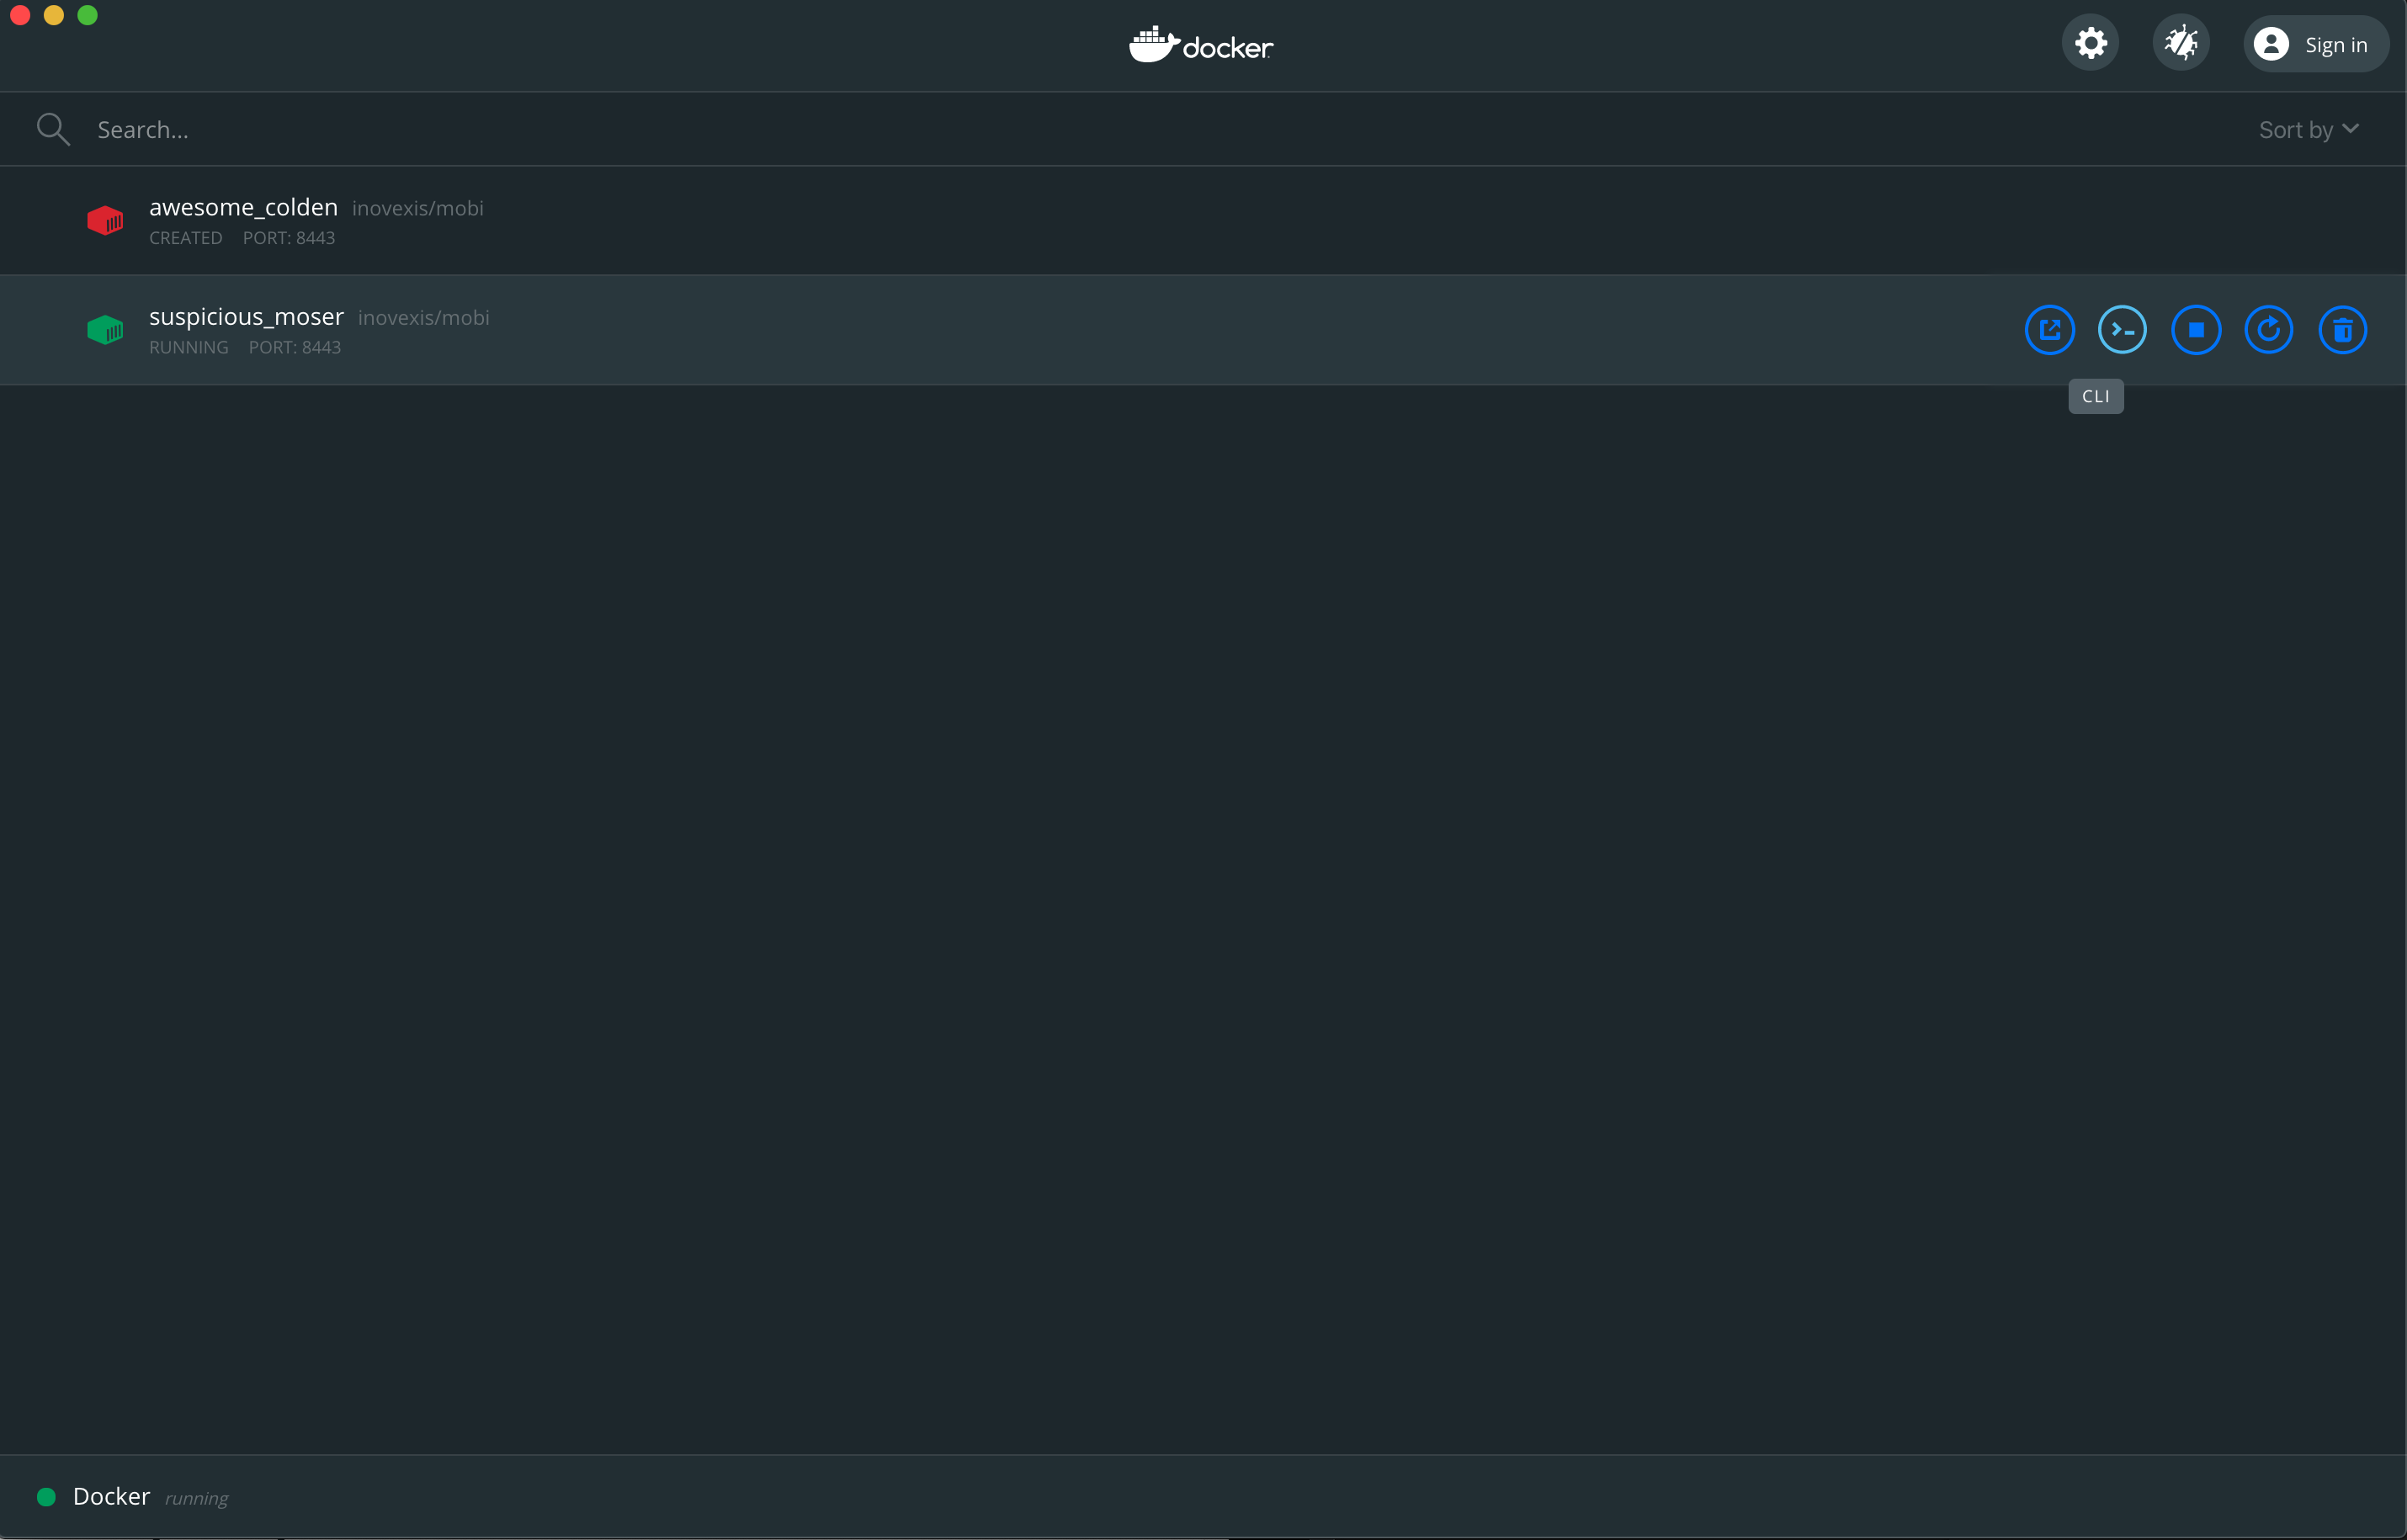 docker
Sign in
Search...
Sort by
awesome_colden inovexis/mobi
CREATED PORT: 8443
suspicious_moser inovexis/mobi
RUNNING PORT: 8443
CLI
Docker running